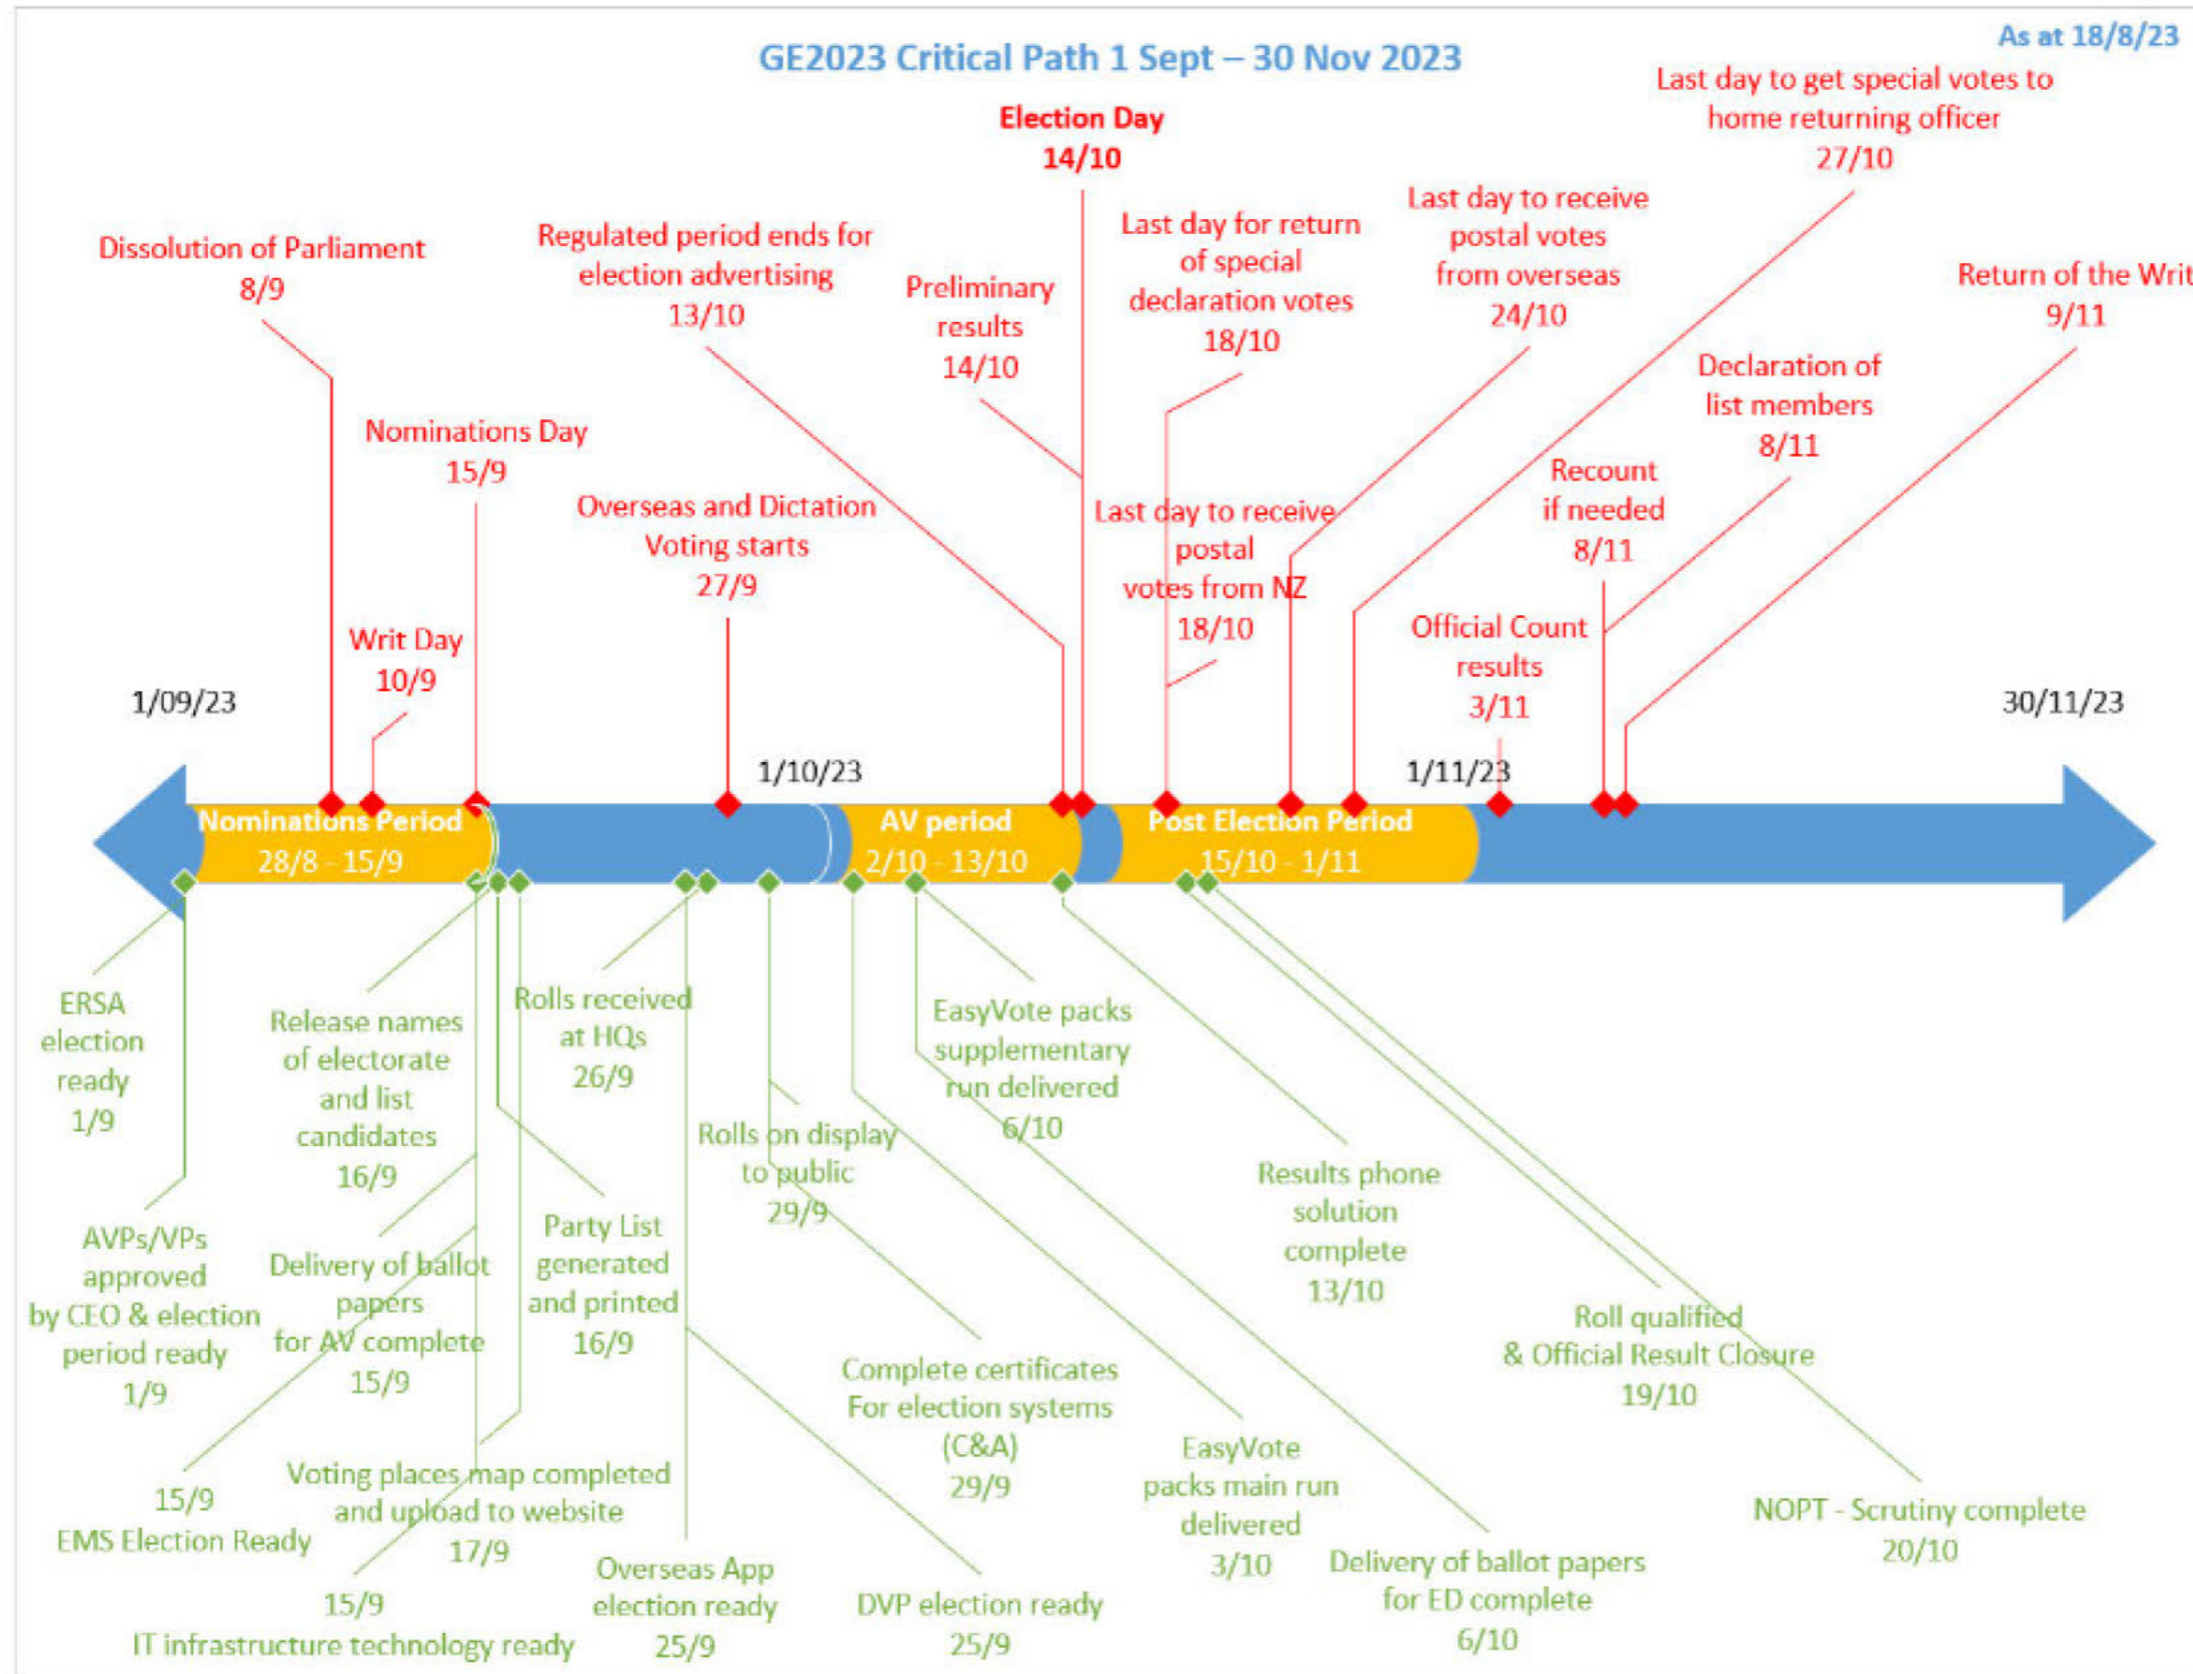 As at 18/8/23
GE2023 Critical Path 1 Sept – 30 Nov 2023
Last day to get special votes to
home returning officer
27/10
Election Day
14/10
Last day to receive
postal votes
from overseas
24/10
Last day for return
of special
declaration votes
18/10
Dissolution of Parliament
8/9
Regulated period ends for
election advertising
13/10
Preliminary
results
14/10
Return of the Writ
9/11
Declaration of
list members
8/11
Nominations Day
15/9
Recount
if needed
8/11
Overseas and Dictation
Voting starts
27/9
Last day to receive
postal
votes from NZ
18/10
Writ Day
10/9
Official Count
results
3/11
1/09/23
30/11/23
1/10/23
1/11/23
Nominations Period
28/8 - 15/9
AV period
2/10 - 13/10
Post Election Period
15/10 - 1/11
ERSA
election
ready
1/9
Release names
of electorate
and list
candidates
16/9
Rolls received
at HQs
26/9
EasyVote packs
supplementary
run delivered
6/10
Rolls on display
to public
29/9
Results phone
solution
complete
13/10
AVPs/VPs
approved
by CEO & election
period ready
1/9
Delivery of ballot
papers
for AV complete
15/9
Party List
generated
and printed
16/9
Roll qualified
& Official Result Closure
19/10
Complete certificates
For election systems
(C&A)
29/9
EasyVote
packs main run
delivered
3/10
15/9
EMS Election Ready
Voting places map completed
and upload to website
17/9
NOPT - Scrutiny complete
20/10
15/9
IT infrastructure technology ready
Overseas App
election ready
25/9
DVP election ready
25/9
Delivery of ballot papers
for ED complete
6/10